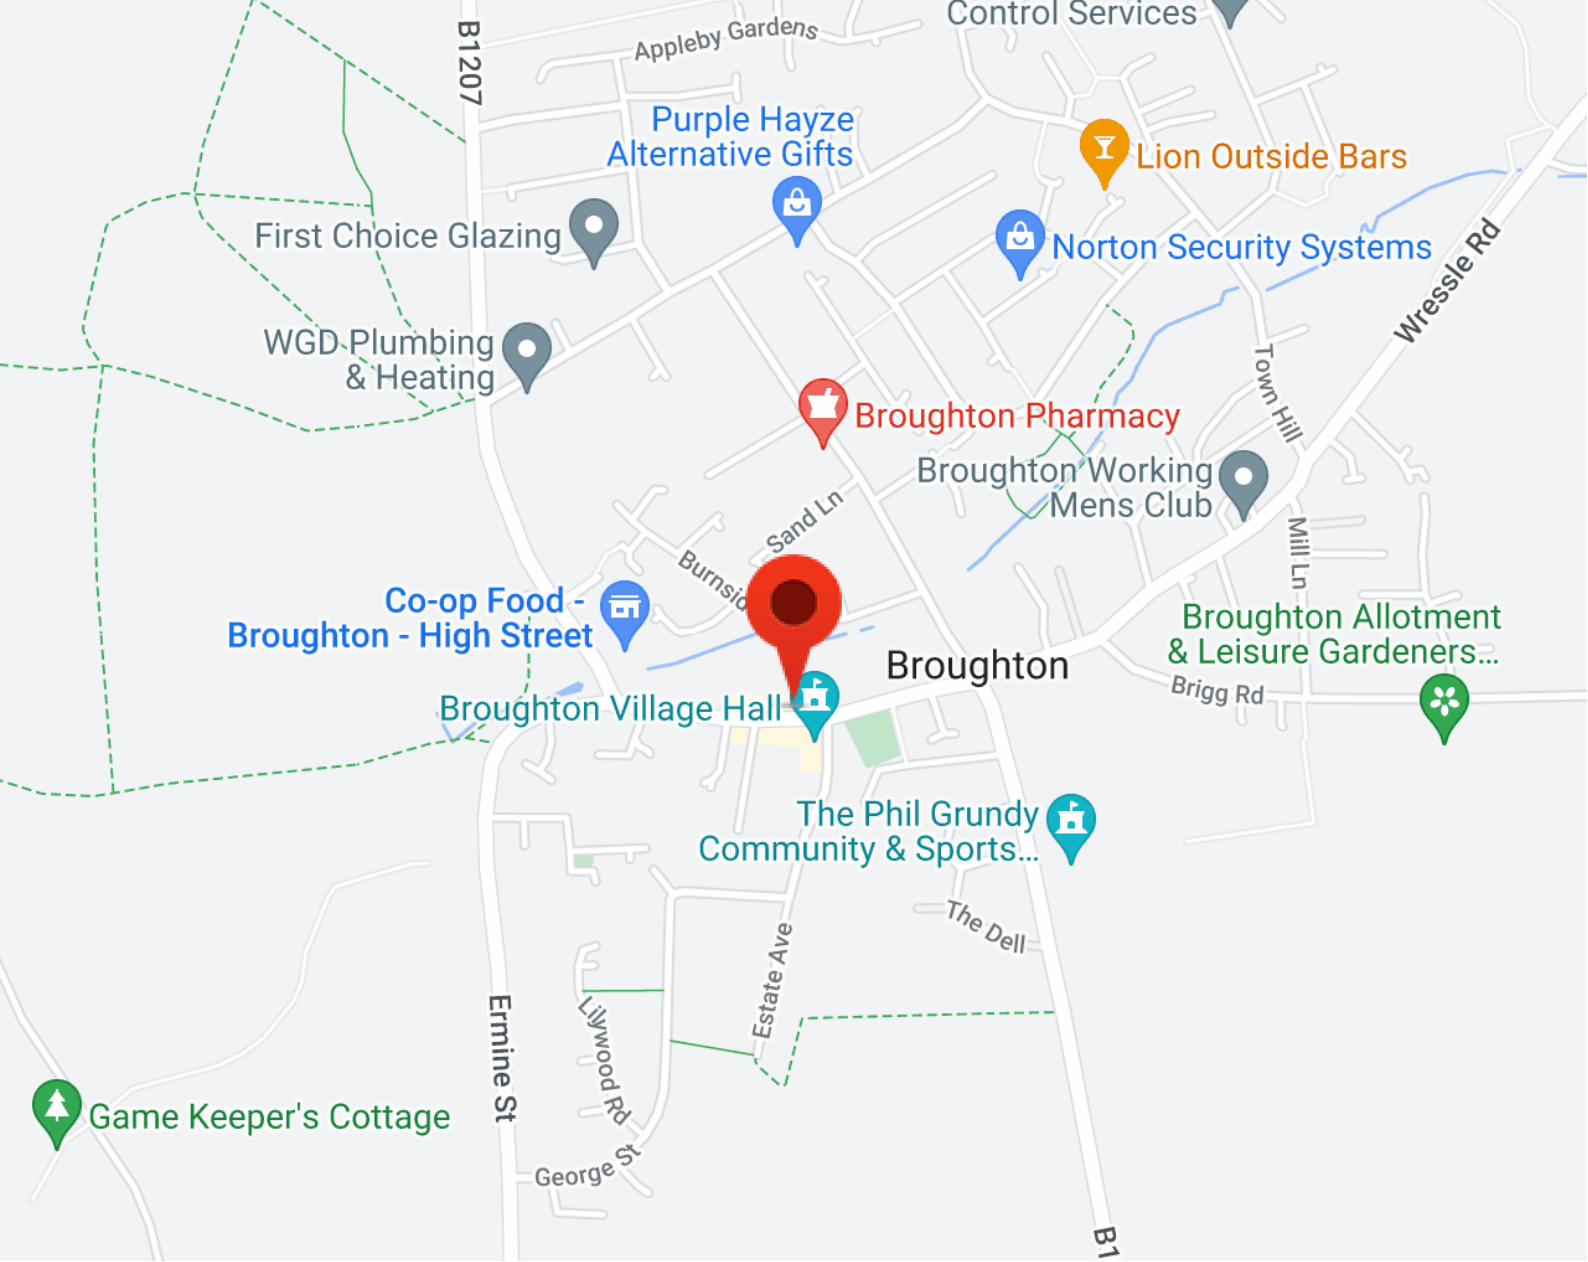 Control Services
B1207
Appleby Gardens
Purple Hayze
Alternative Gifts
Lion Outside Bars
First Choice Glazing
Norton Security Systems
Wressle Rd
WGD Plumbing
& Heating
Town Hill
Broughton Pharmacy
Broughton Working
Mens Club
Sand Ln
Mill Ln
Burnsid
Co-op Food -
Broughton - High Street
Broughton Allotment
& Leisure Gardeners...
Broughton
Brigg Rd
Broughton Village Hall
The Phil Grundy
Community & Sports...
The Dell
Estate Ave
Ermine St
Lilywood Rd
Game Keeper's Cottage
George St
B1